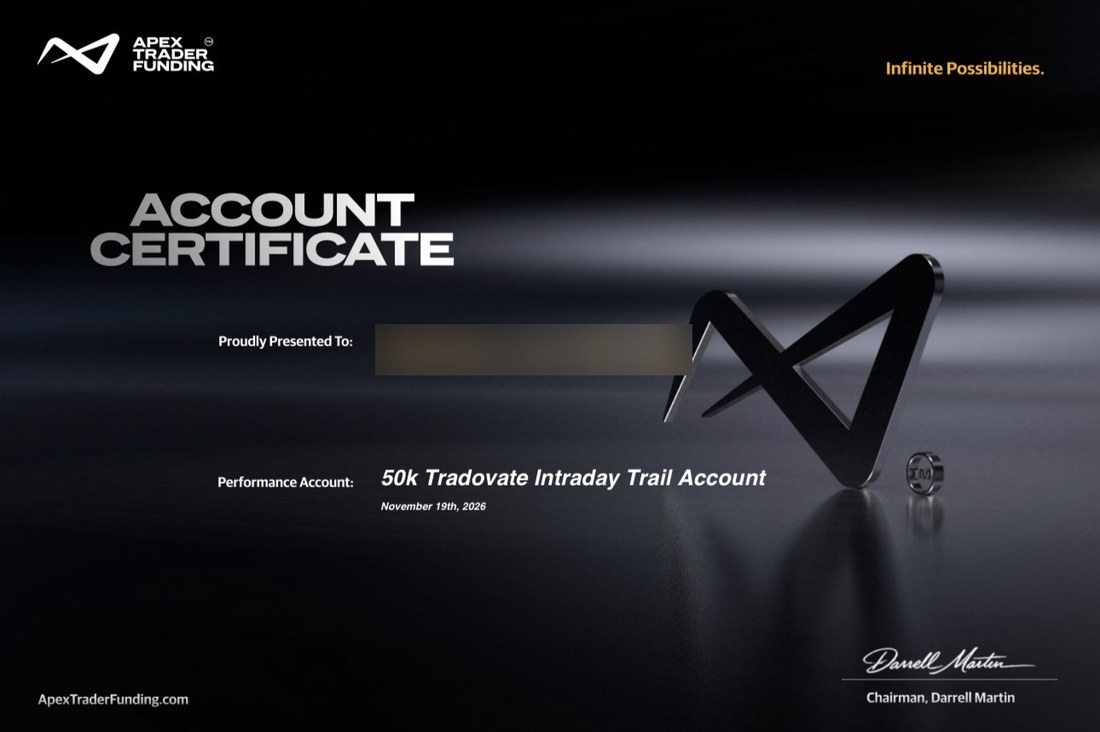 APEX
TRADER
FUNDING
Infinite Possibilities.
ACCOUNT
CERTIFICATE
Proudly Presented To:
Performance Account: 50k Tradovate Intraday Trail Account
November 19th, 2026
TM
Darrell Martin
ApexTraderFunding.com
Chairman, Darrell Martin